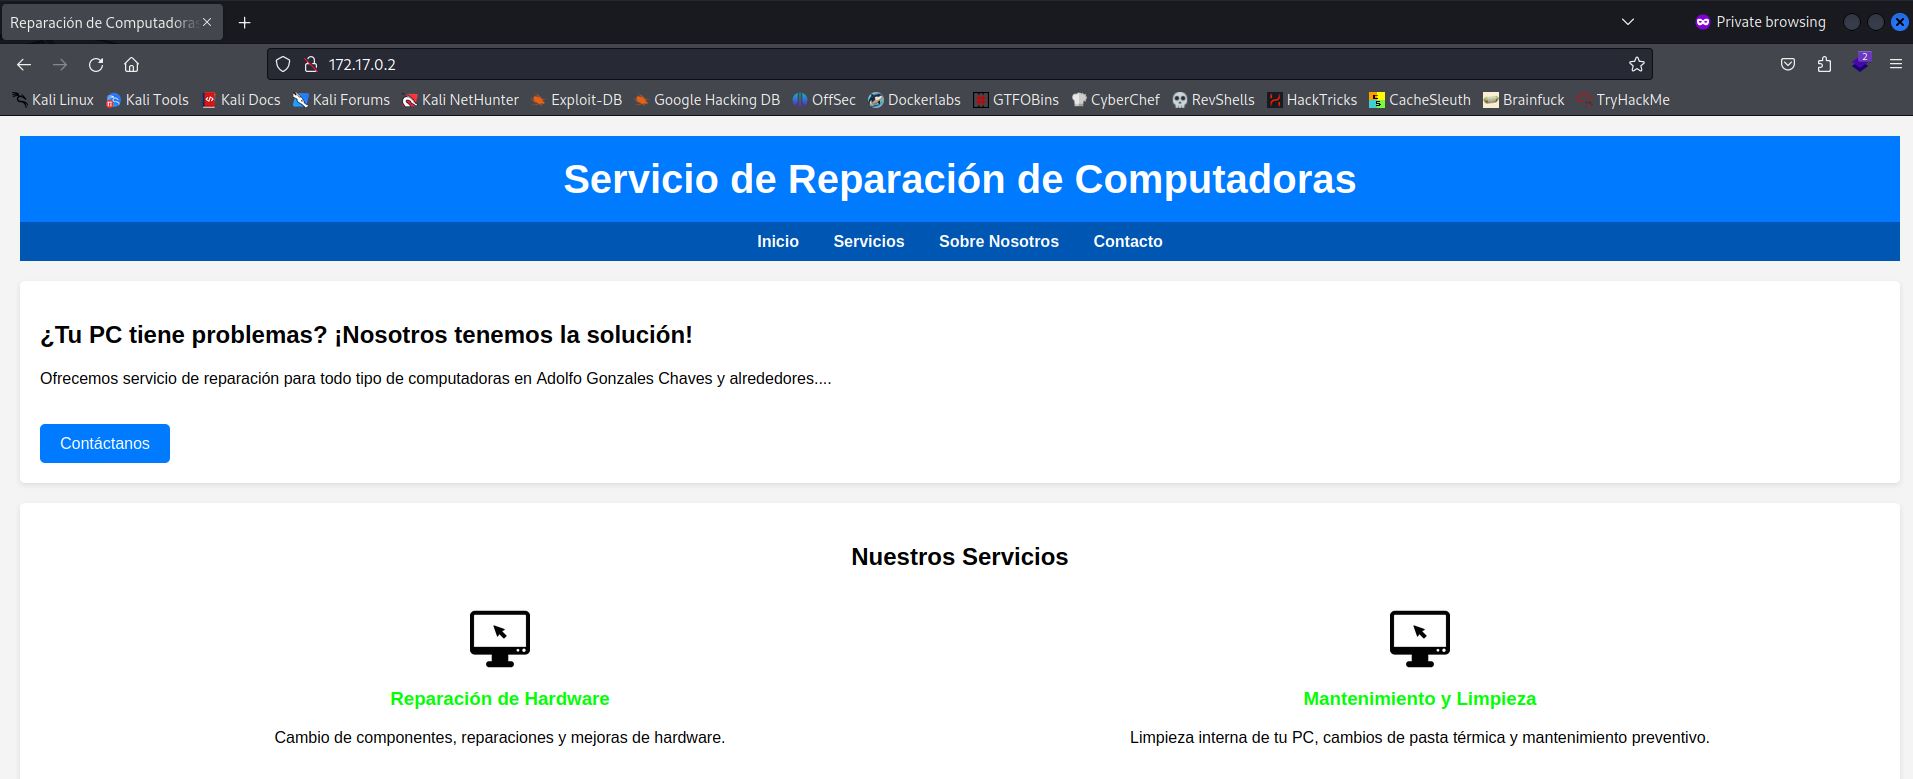 Reparación de Computadoras
Private browsing
172.17.0.2
2
Kali Linux Kali Tools Kali Docs Kali Forums Kali NetHunter Exploit-DB Google Hacking DB OffSec Dockerlabs GTFOBins CyberChef RevShells HackTricks CacheSleuth Brainfuck TryHackMe
Servicio de Reparación de Computadoras
Inicio Servicios Sobre Nosotros Contacto
¿Tu PC tiene problemas? ¡Nosotros tenemos la solución!
Ofrecemos servicio de reparación para todo tipo de computadoras en Adolfo Gonzales Chaves y alrededores....
Contáctanos
Nuestros Servicios
Reparación de Hardware
Cambio de componentes, reparaciones y mejoras de hardware.
Mantenimiento y Limpieza
Limpieza interna de tu PC, cambios de pasta térmica y mantenimiento preventivo.